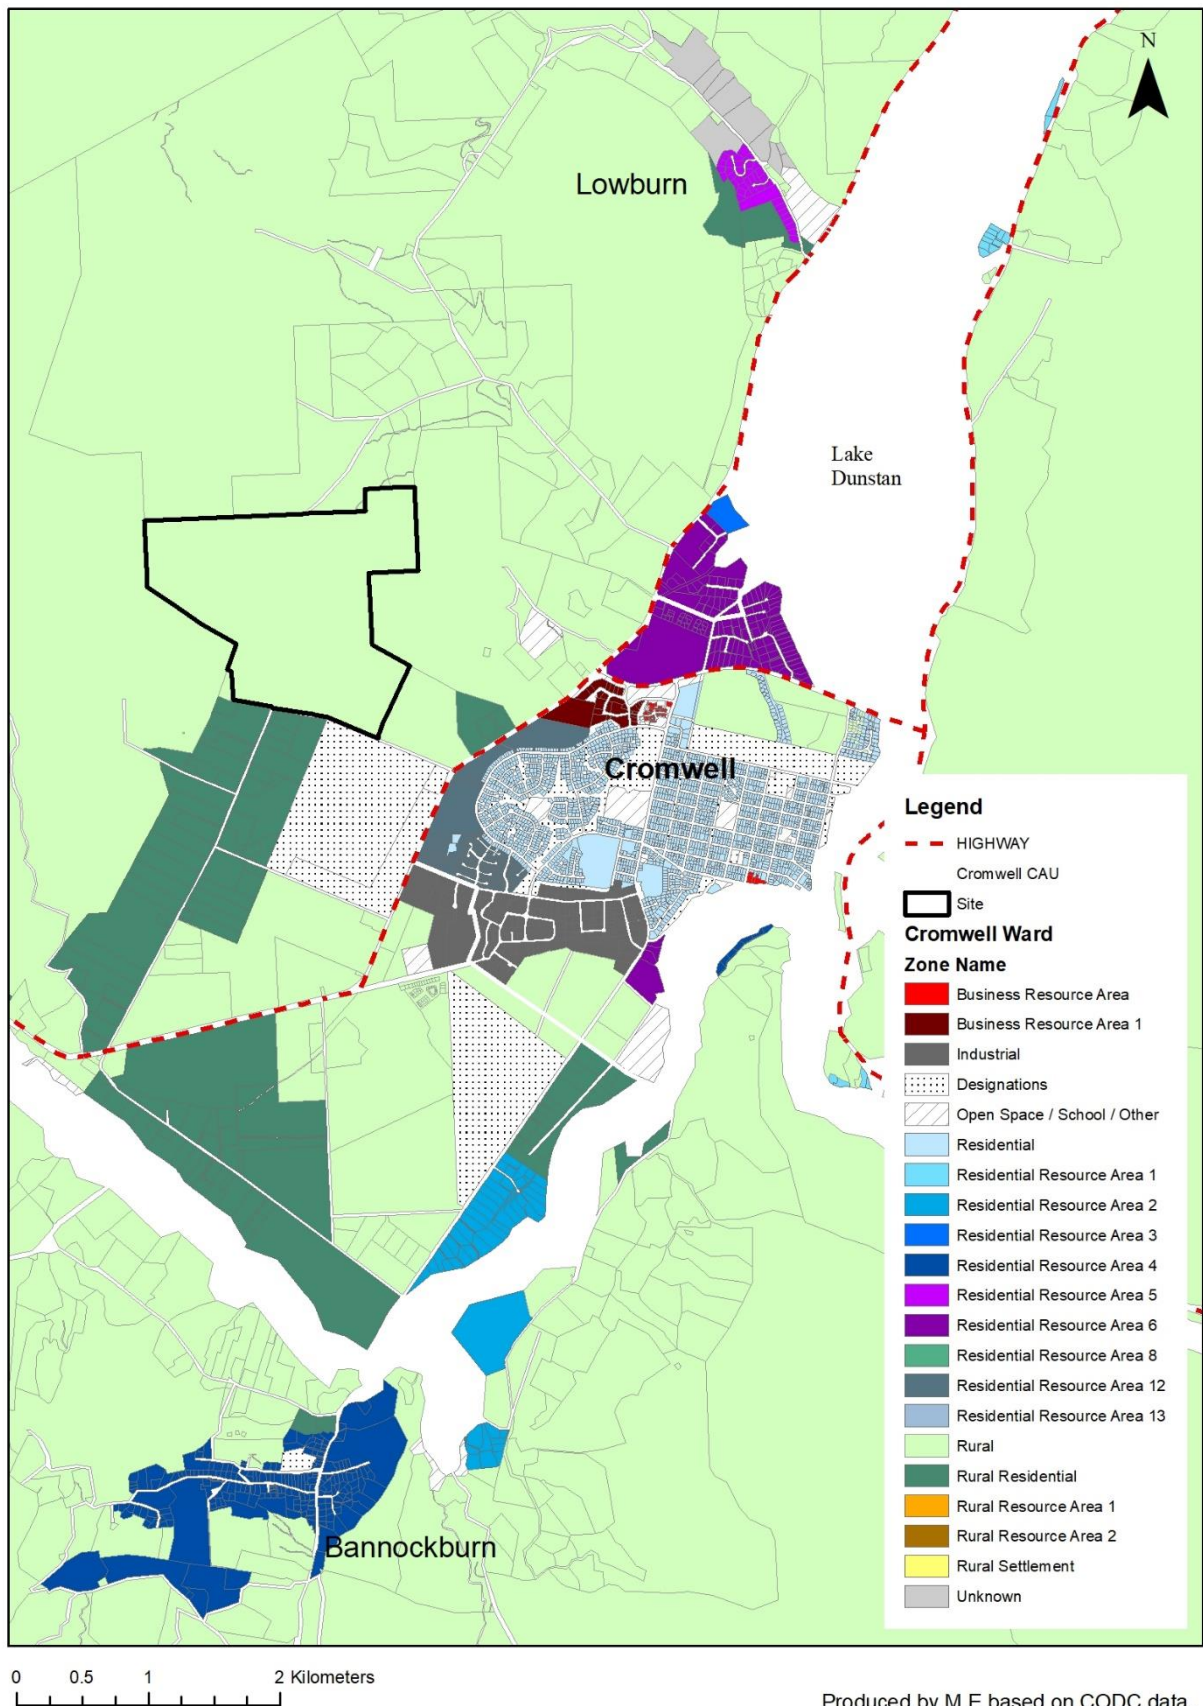 N
Lowburn
Lake
Dunstan
Cromwell
Legend
HIGHWAY
Cromwell CAU
Site
Cromwell Ward
Zone Name
Business Resource Area
Business Resource Area 1
Industrial
Designations
Open Space / School / Other
Residential
Residential Resource Area 1
Residential Resource Area 2
Residential Resource Area 3
Residential Resource Area 4
Residential Resource Area 5
Residential Resource Area 6
Residential Resource Area 8
Residential Resource Area 12
Residential Resource Area 13
Rural
Rural Residential
Rural Resource Area 1
Rural Resource Area 2
Rural Settlement
Unknown
Bannockburn
0 0.5 1 2 Kilometers
Produced by M.E based on CODC data